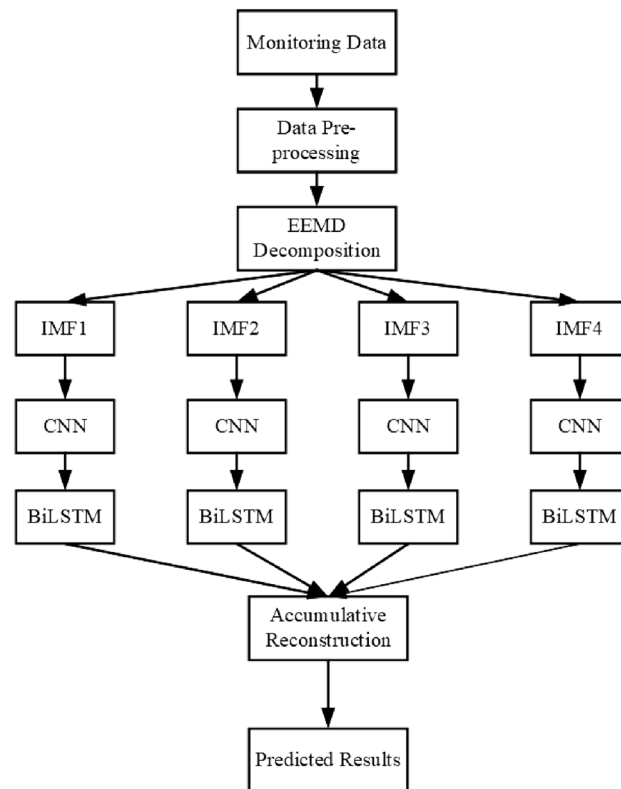 Monitoring Data
Data Pre-
processing
EEMD
Decomposition
IMF1
IMF2
IMF3
IMF4
CNN
CNN
CNN
CNN
BiLSTM
BiLSTM
BiLSTM
BiLSTM
Accumulative
Reconstruction
Predicted Results